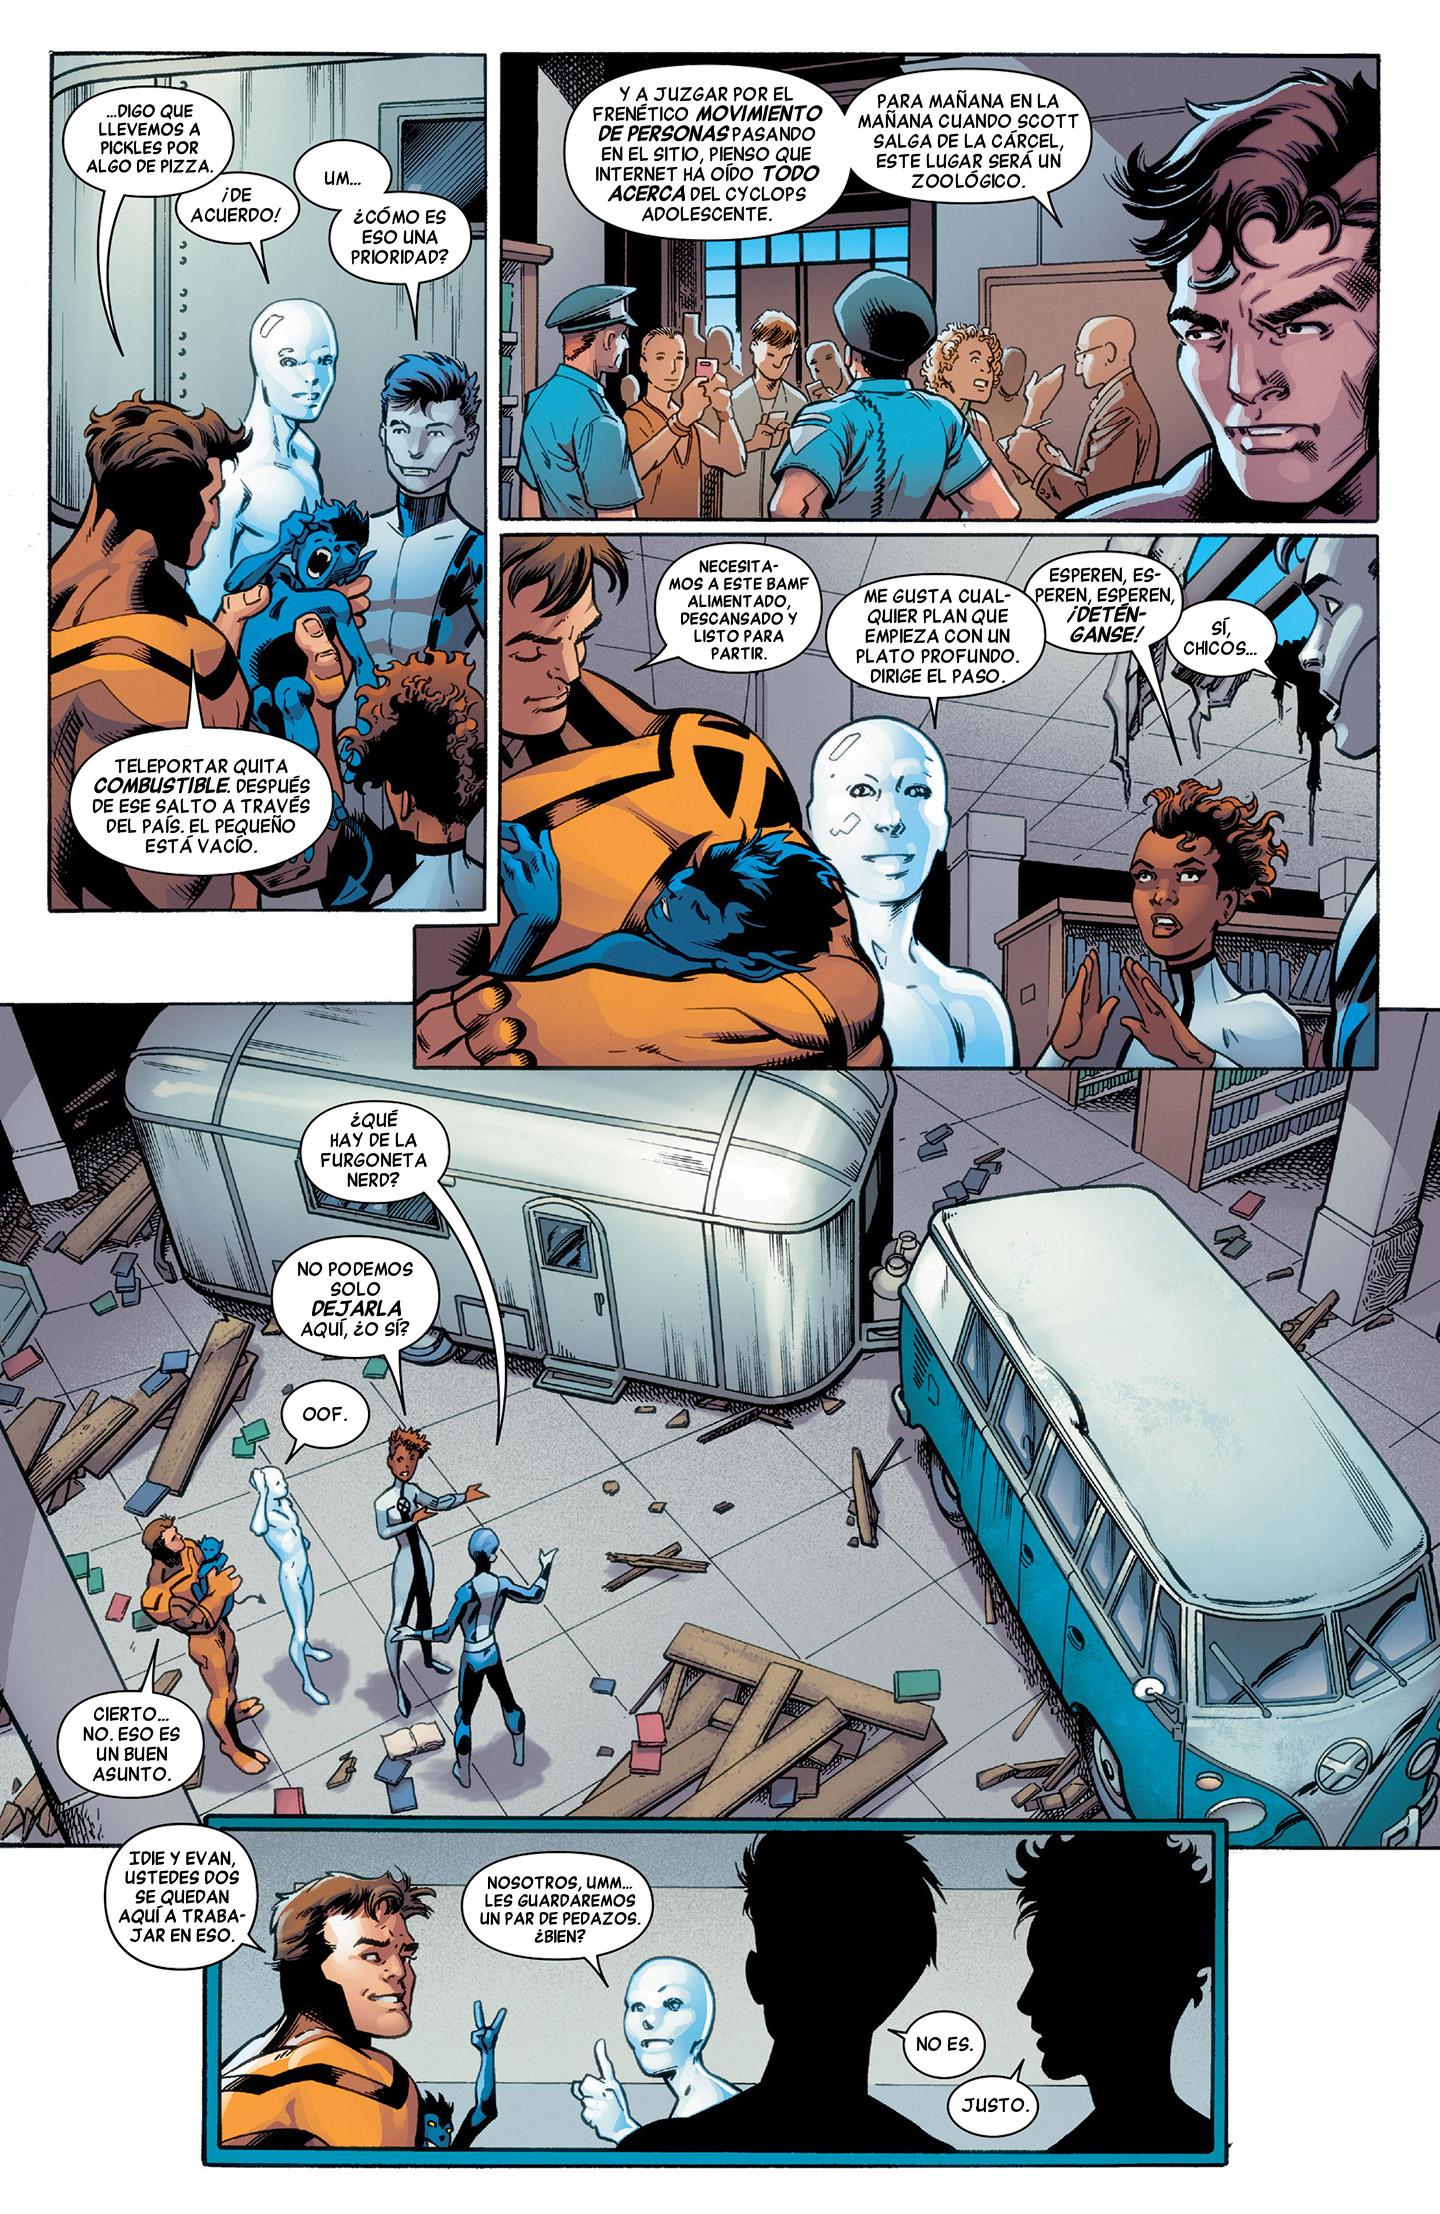 ...DIGO QUE
LLEVEMOS A
PICKLES POR
ALGO DE PIZZA.
¡DE
ACUERDO!
UM...
¿CÓMO ES
ESO UNA
PRIORIDAD?
TELEPORTAR QUITA
COMBUSTIBLE. DESPUÉS
DE ESE SALTO A TRAVÉS
DEL PAÍS. EL PEQUEÑO
ESTÁ VACÍO.
Y A JUZGAR POR EL
FRENÉTICO MOVIMIENTO
DE PERSONAS PASANDO
EN EL SITIO, PIENSO QUE
INTERNET HA OÍDO TODO
ACERCA DEL CYCLOPS
ADOLESCENTE.
PARA MAÑANA EN LA
MAÑANA CUANDO SCOTT
SALGA DE LA CÁRCEL,
ESTE LUGAR SERÁ UN
ZOOLÓGICO.
NECESITA-
MOS A ESTE BAMF
ALIMENTADO,
DESCANSADO Y
LISTO PARA
PARTIR.
ME GUSTA CUAL-
QUIER PLAN QUE
EMPIEZA CON UN
PLATO PROFUNDO.
DIRIGE EL PASO.
ESPEREN, ES-
PEREN, ESPEREN,
¡DETÉN-
GANSE!
SÍ,
CHICOS...
¿QUÉ
HAY DE LA
FURGONETA
NERD?
NO PODEMOS
SOLO
DEJARLA
AQUÍ, ¿O SÍ?
OOF.
CIERTO...
NO. ESO ES
UN BUEN
ASUNTO.
IDIE Y EVAN,
USTEDES DOS
SE QUEDAN
AQUÍ A TRABA-
JAR EN ESO.
NOSOTROS, UMM...
LES GUARDAREMOS
UN PAR DE PEDAZOS.
¿BIEN?
NO ES.
JUSTO.